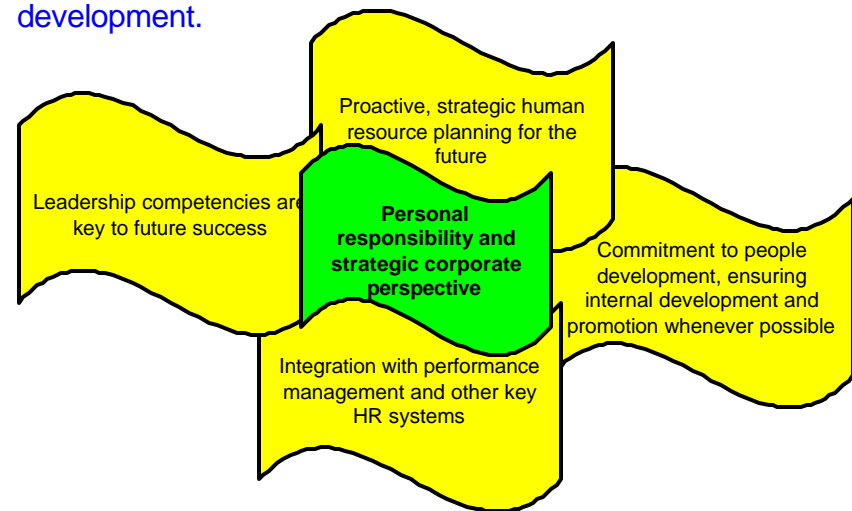 development.
Proactive, strategic human
resource planning for the
future
Leadership competencies are
key to future success
Personal
responsibility and
strategic corporate
perspective
Commitment to people
development, ensuring
internal development and
promotion whenever possible
Integration with performance
management and other key
HR systems